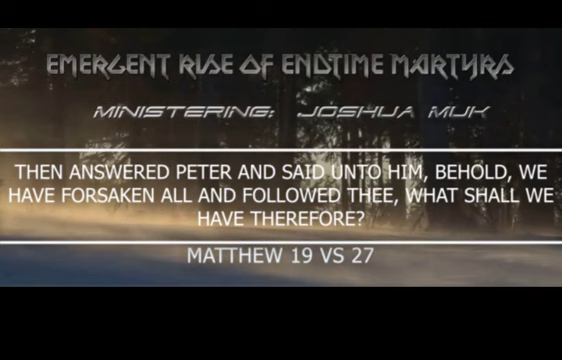 EMERGENT RISE OF ENDTIME MARTYRS
MINISTERING: JOSHUA MUK
THEN ANSWERED PETER AND SAID UNTO HIM, BEHOLD, WE
HAVE FORSAKEN ALL AND FOLLOWED THEE, WHAT SHALL WE
HAVE THEREFORE?
MATTHEW 19 VS 27